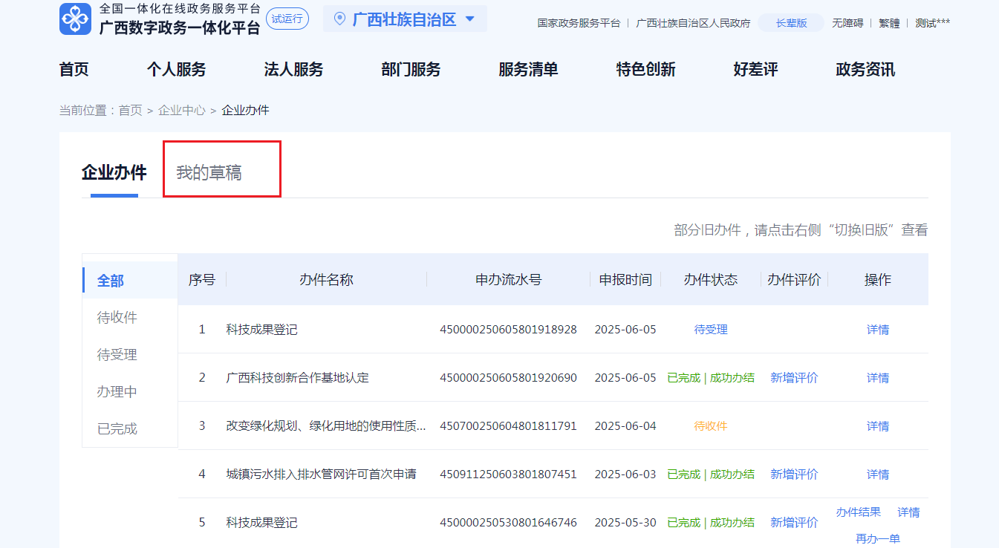 全国一体化在线政务服务平台
广西数字政务一体化平台
试运行
广西壮族自治区
国家政务服务平台 | 广西壮族自治区人民政府 长辈版 无障碍 | 繁體 | 测试***
首页 个人服务 法人服务 部门服务 服务清单 特色创新 好差评 政务资讯
当前位置：首页 > 企业中心 > 企业办件
企业办件 我的草稿
部分旧办件，请点击右侧“切换旧版”查看
全部
待收件
待受理
办理中
已完成
序号 办件名称 申办流水号 申报时间 办件状态 办件评价 操作
1 科技成果登记 450000250605801918928 2025-06-05 待受理 详情
2 广西科技创新合作基地认定 450000250605801920690 2025-06-05 已完成 | 成功办结 新增评价 详情
3 改变绿化规划、绿化用地的使用性质... 450700250604801811791 2025-06-04 待收件 详情
4 城镇污水排入排水管网许可首次申请 450911250603801807451 2025-06-03 已完成 | 成功办结 新增评价 详情
5 科技成果登记 450000250530801646746 2025-05-30 已完成 | 成功办结 新增评价 办件结果 详情
再办一单